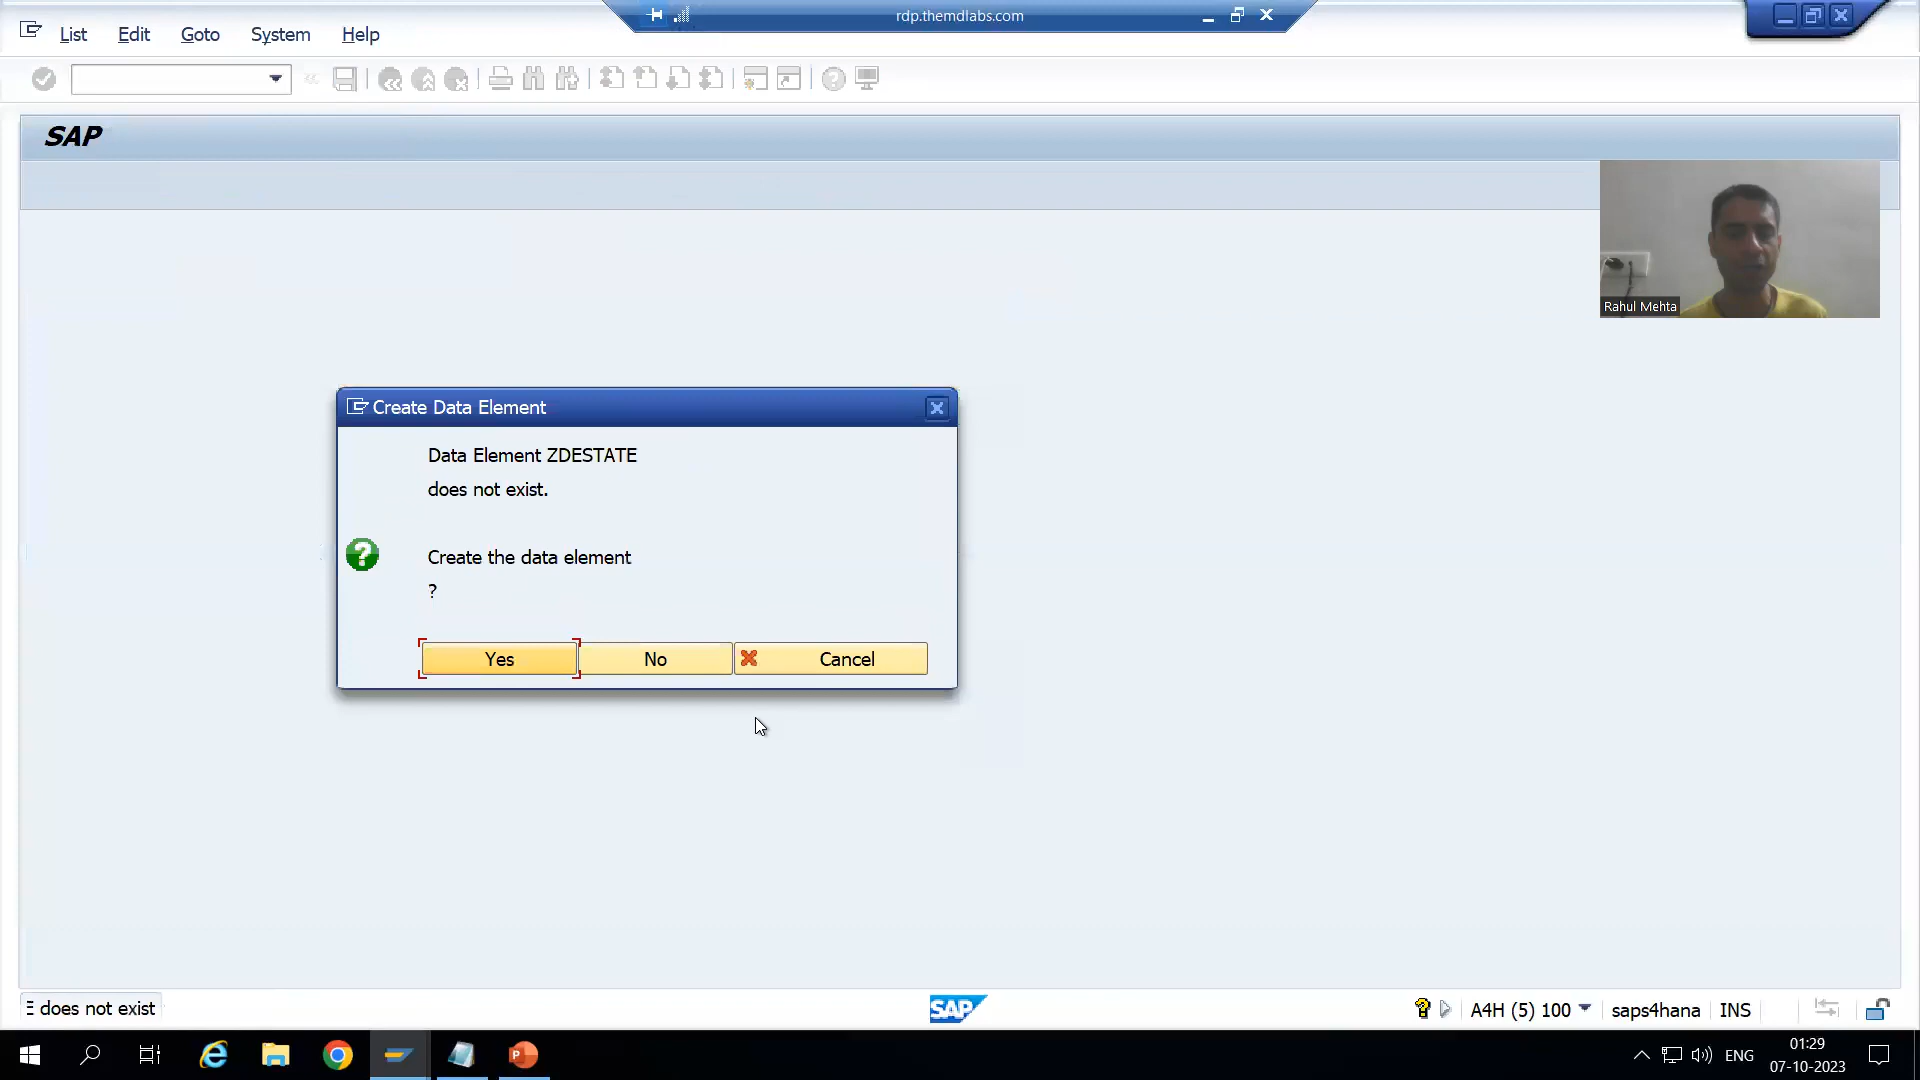 rdp.themdlabs.com
List Edit Goto System Help
SAP
Rahul Mehta
Create Data Element
Data Element ZDESTATE
does not exist.
Create the data element
?
Yes No Cancel
E does not exist
SAP
A4H (5) 100 saps4hana INS
ENG
01:29
07-10-2023